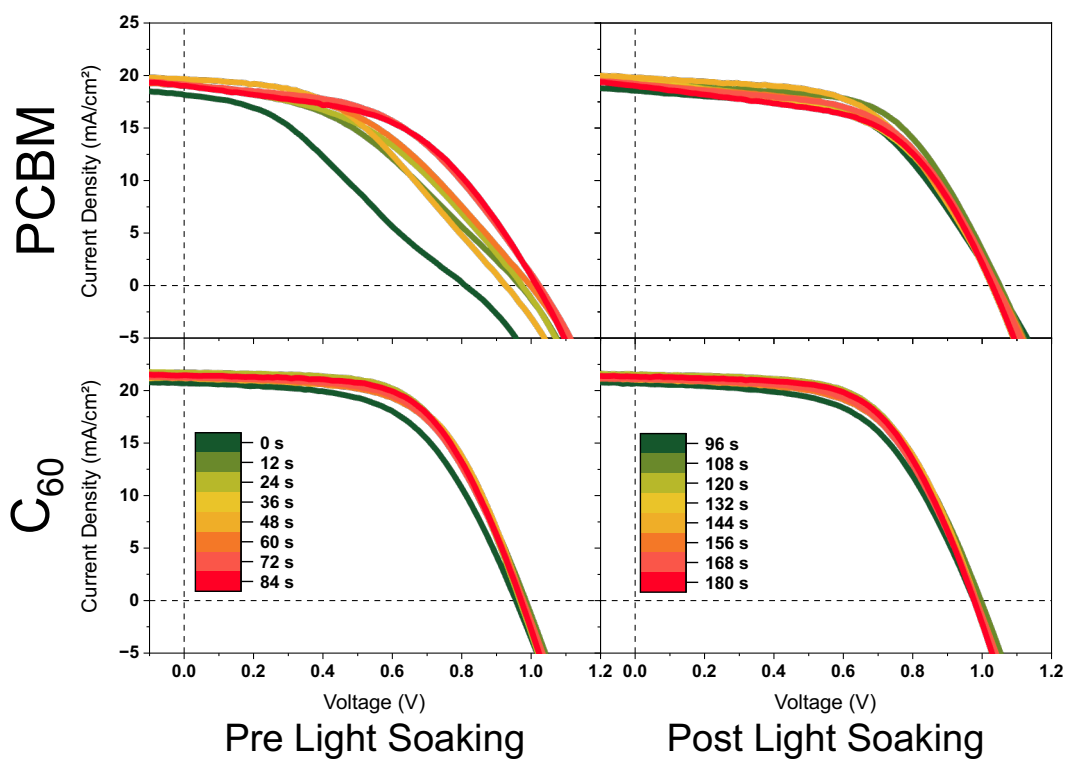 PCBM
Current Density (mA/cm²)
25
20
15
10
5
0
−5
C60
Current Density (mA/cm²)
20
15
10
5
0
−5
0 s
12 s
24 s
36 s
48 s
60 s
72 s
84 s
96 s
108 s
120 s
132 s
144 s
156 s
168 s
180 s
0.0 0.2 0.4 0.6 0.8 1.0 1.2
0.0 0.2 0.4 0.6 0.8 1.0 1.2
Voltage (V)
Voltage (V)
Pre Light Soaking
Post Light Soaking